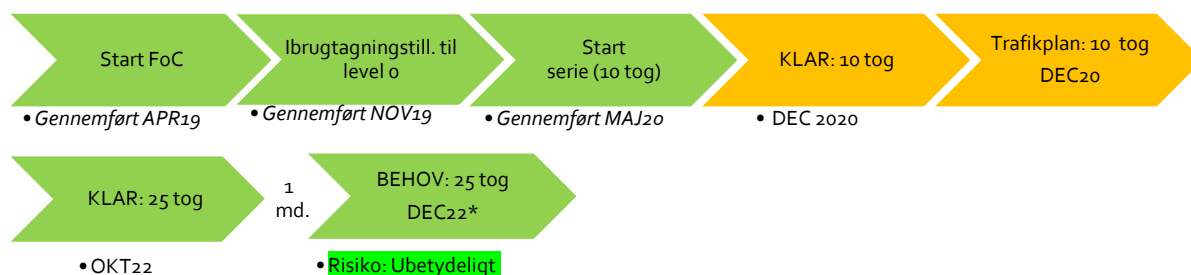 Start FoC
Ibrugtagningstill. til
level 0
Start
serie (10 tog)
KLAR: 10 tog
Trafikplan: 10 tog
DEC20
• Gennemført APR19
• Gennemført NOV19
• Gennemført MAJ20
• DEC 2020
KLAR: 25 tog
1
md.
BEHOV: 25 tog
DEC22*
• OKT22
• Risiko: Ubetydeligt